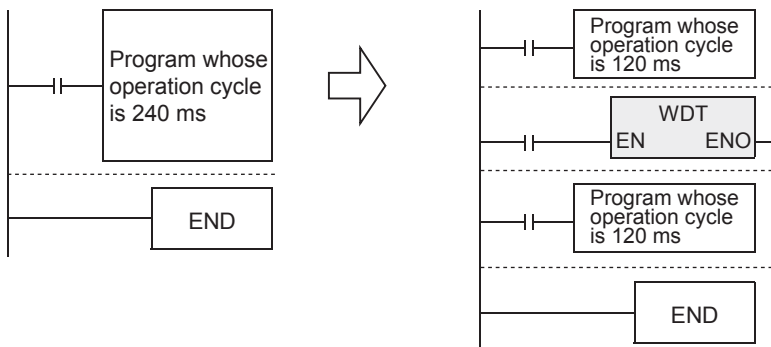 Program whose
operation cycle
is 240 ms
END
Program whose
operation cycle
is 120 ms
WDT
EN ENO
Program whose
operation cycle
is 120 ms
END